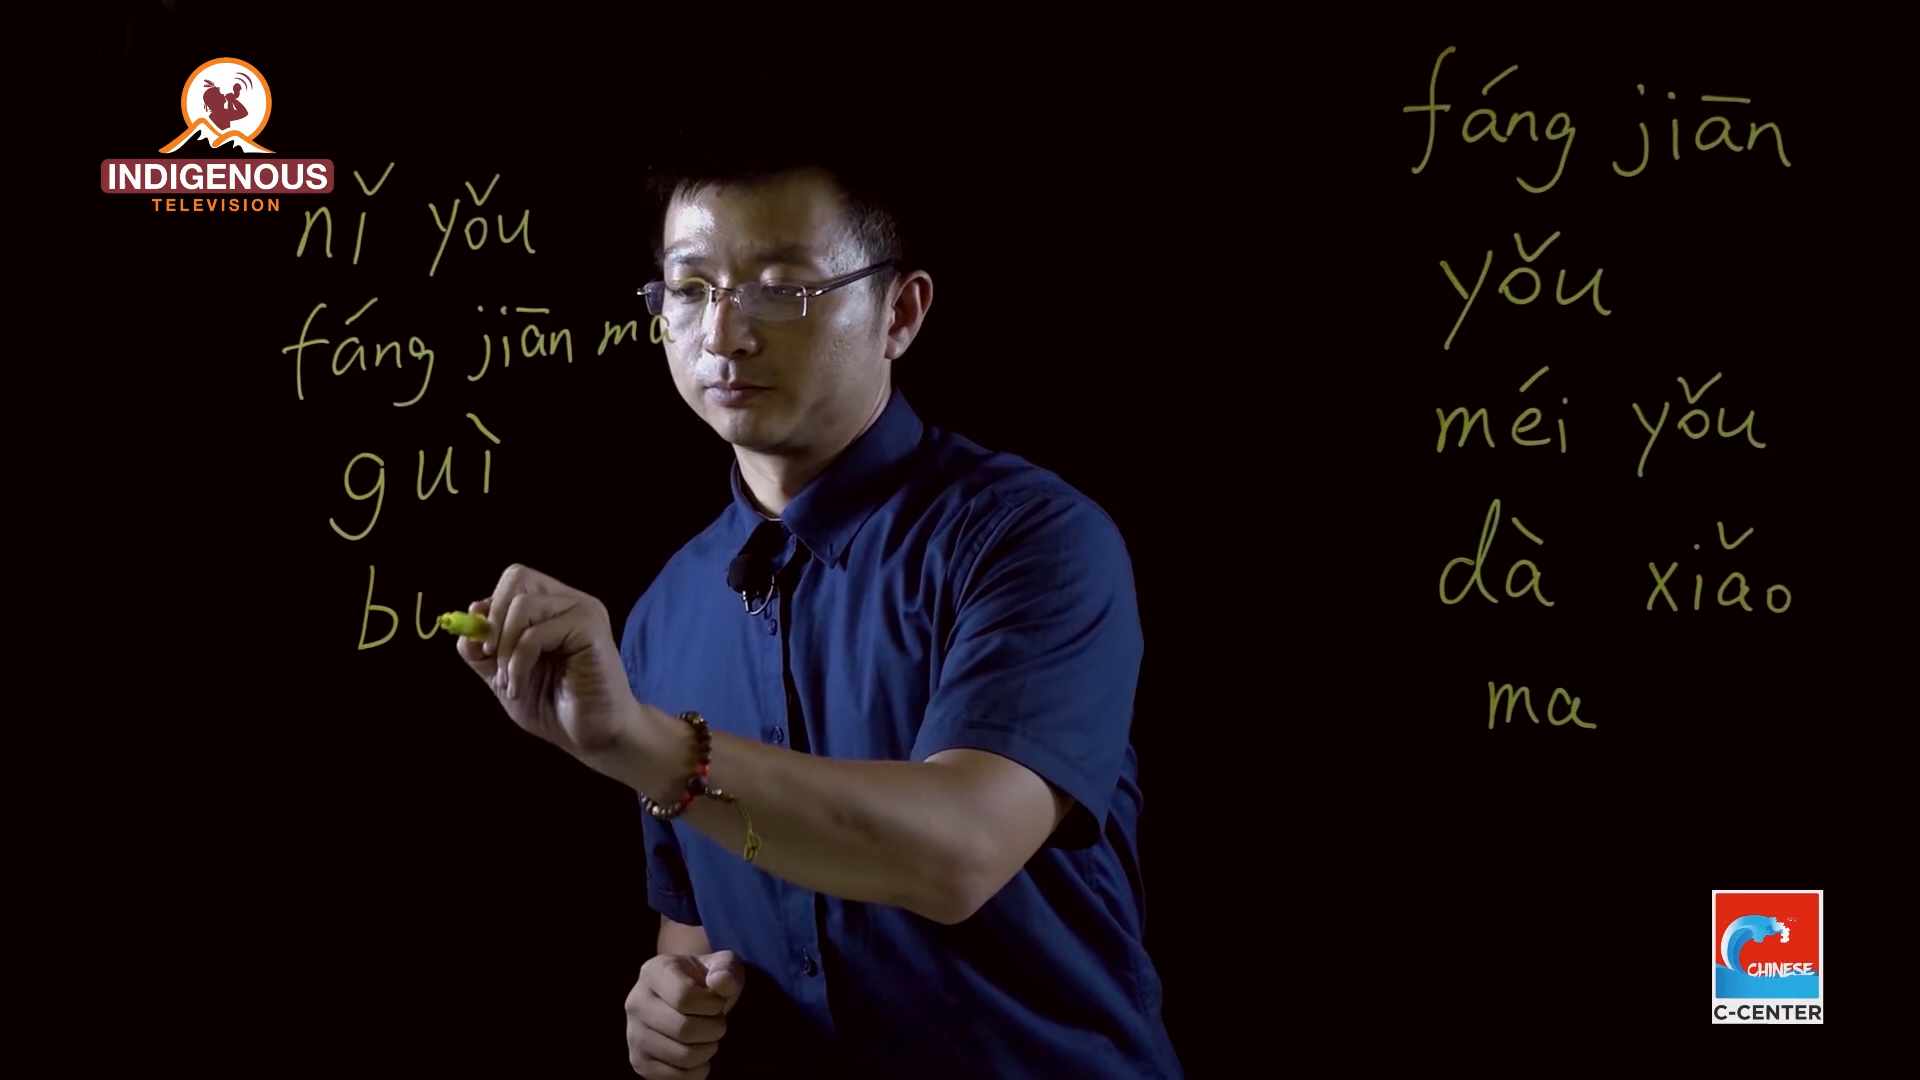 INDIGENOUS
TELEVISION
nǐ yǒu
fáng jiān ma
guì
bu
fáng jiān
yǒu
méi yǒu
dà xiǎo
ma
CHINESE
C-CENTER